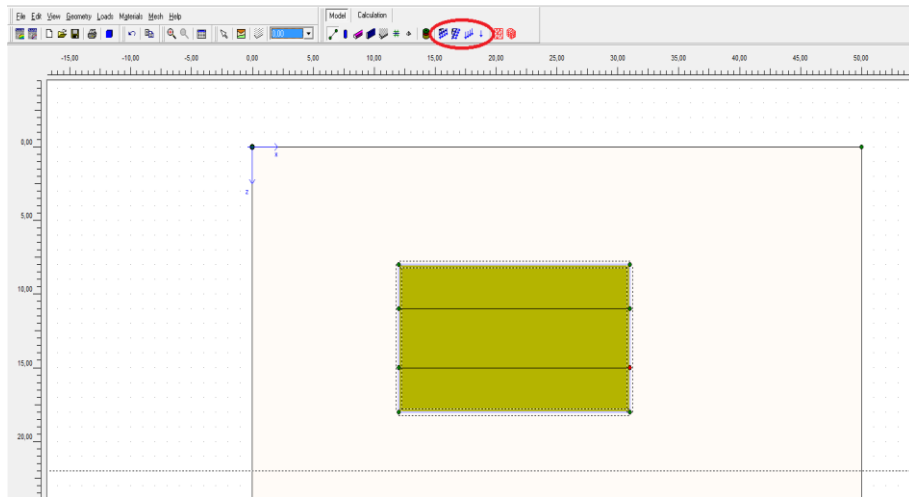 File Edit View Geometry Loads Materials Mesh Help
Model Calculation
0.00
-15,00 -10,00 -5,00 0,00 5,00 10,00 15,00 20,00 25,00 30,00 35,00 40,00 45,00 50,00
0,00
x
z
5,00
10,00
15,00
20,00